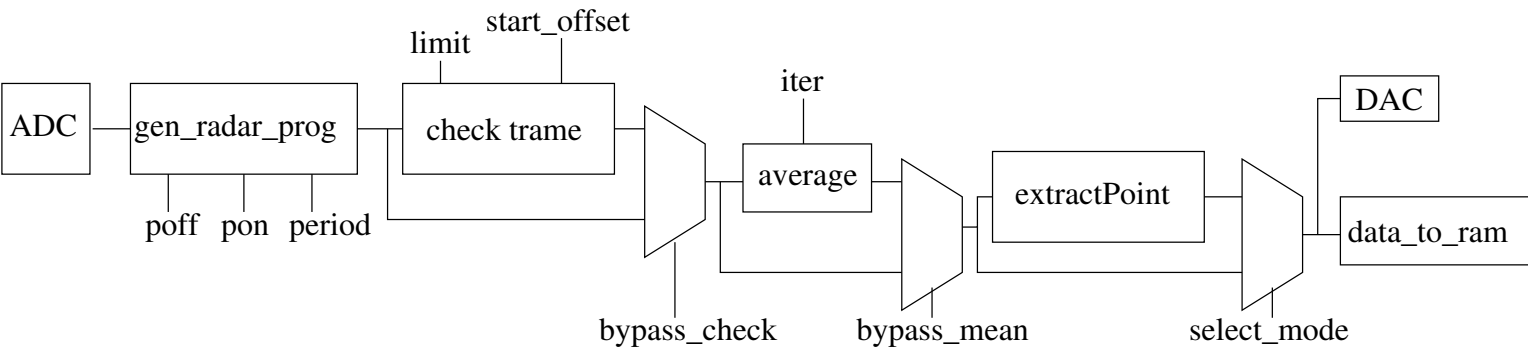 start_offset
limit
iter
ADC
gen_radar_prog
check trame
average
extractPoint
DAC
data_to_ram
poff
pon
period
bypass_check
bypass_mean
select_mode